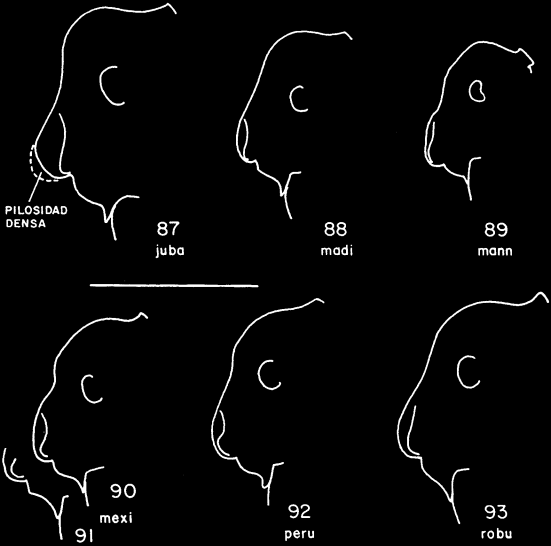 PILOSIDAD
DENSA
87
juba
88
madi
89
mann
90
mexi
91
92
peru
93
robu